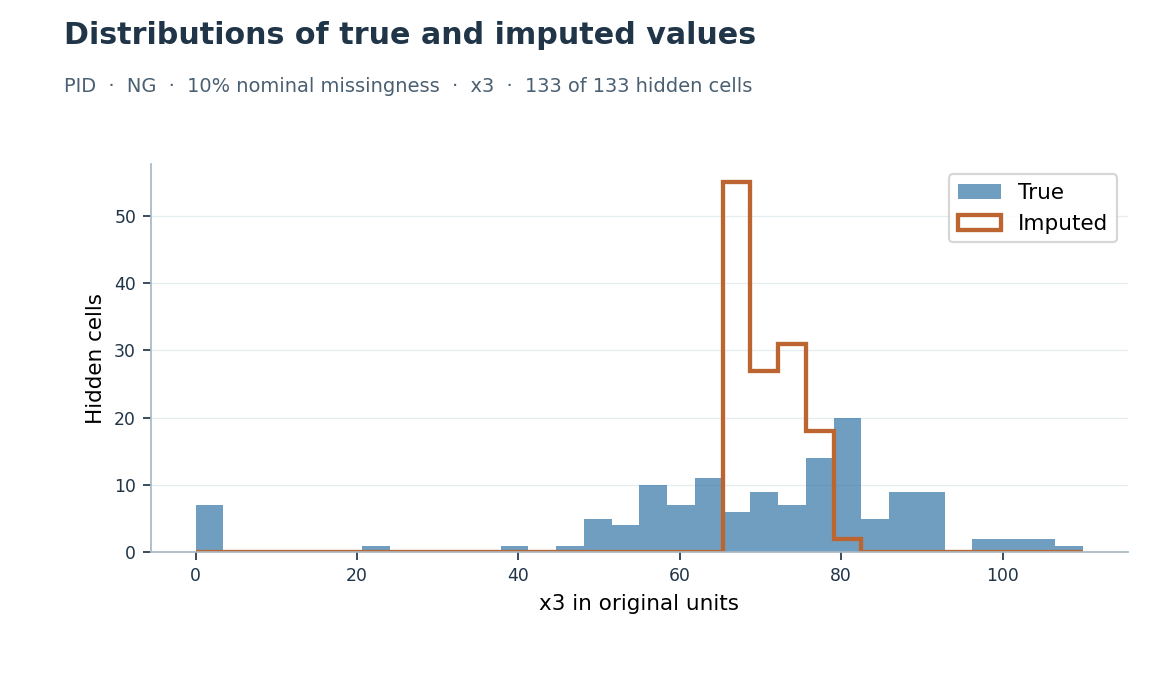 Distributions of true and imputed values
PID · NG · 10% nominal missingness · x3 · 133 of 133 hidden cells
True
Imputed
Hidden cells
50
40
30
20
10
0
0 20 40 60 80 100
x3 in original units